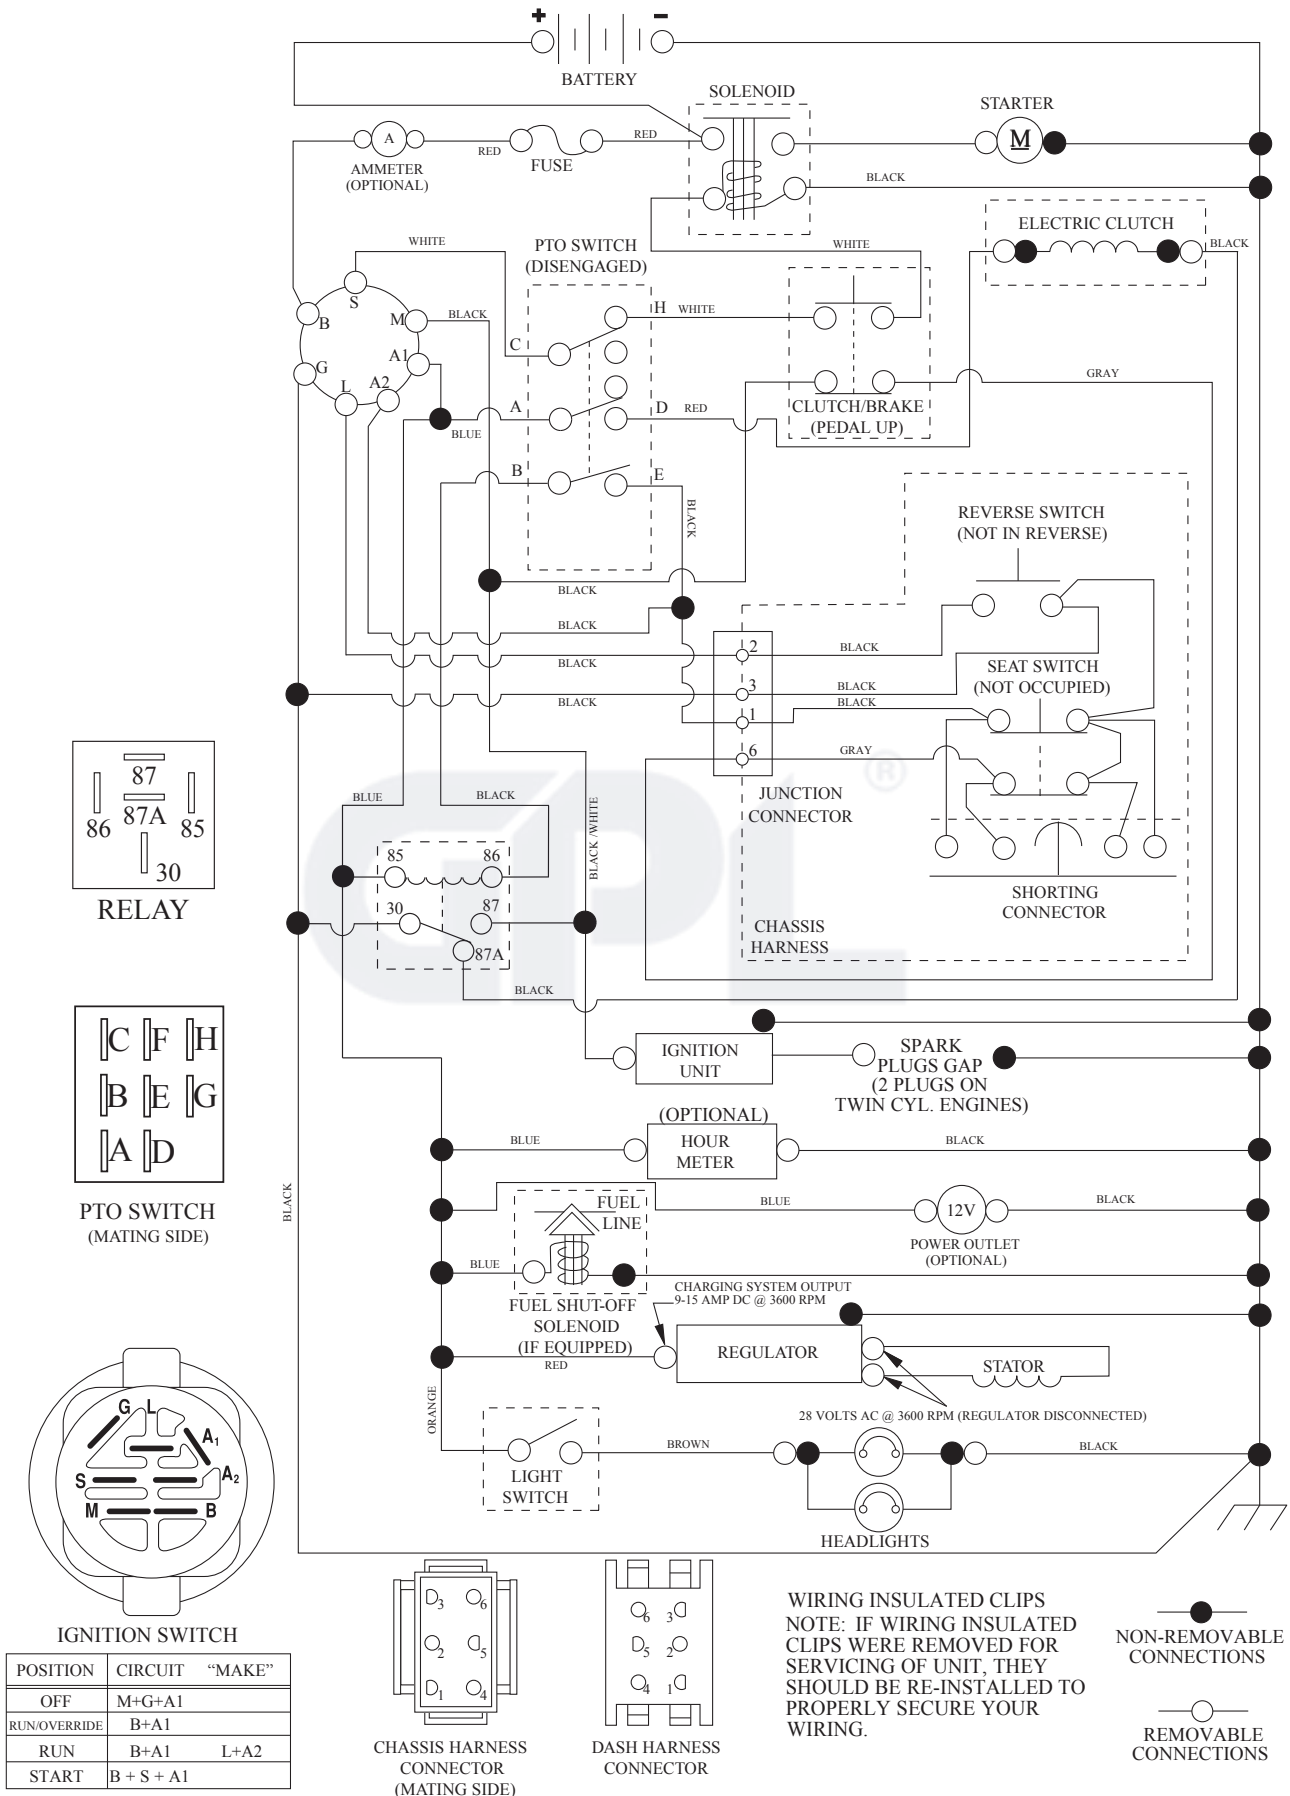 + −
BATTERY
SOLENOID
STARTER
A
RED
RED
M
AMMETER
(OPTIONAL)
FUSE
BLACK
ELECTRIC CLUTCH
BLACK
WHITE
PTO SWITCH
(DISENGAGED)
WHITE
S
B
M
BLACK
H
WHITE
C
A1
G
L
A2
GRAY
CLUTCH/BRAKE
(PEDAL UP)
A
D
RED
BLUE
B
E
BLACK
REVERSE SWITCH
(NOT IN REVERSE)
BLACK
BLACK
2
BLACK
BLACK
SEAT SWITCH
(NOT OCCUPIED)
3
BLACK
BLACK
BLACK
1
6
GRAY
JUNCTION
CONNECTOR
GPL ®
87
87A
86
85
30
RELAY
BLUE
BLACK
BLACK /WHITE
85
86
30
87
87A
SHORTING
CONNECTOR
CHASSIS
HARNESS
BLACK
C F H
B E G
A D
PTO SWITCH
(MATING SIDE)
IGNITION
UNIT
SPARK
PLUGS GAP
(2 PLUGS ON
TWIN CYL. ENGINES)
(OPTIONAL)
HOUR
METER
BLUE
BLACK
BLACK
FUEL
LINE
BLUE
12V
BLACK
POWER OUTLET
(OPTIONAL)
BLUE
CHARGING SYSTEM OUTPUT
9-15 AMP DC @ 3600 RPM
FUEL SHUT-OFF
SOLENOID
(IF EQUIPPED)
RED
REGULATOR
STATOR
28 VOLTS AC @ 3600 RPM (REGULATOR DISCONNECTED)
ORANGE
LIGHT
SWITCH
BROWN
BLACK
HEADLIGHTS
G L
A1
S
A2
M
B
IGNITION SWITCH
POSITION CIRCUIT “MAKE”
OFF M+G+A1
RUN/OVERRIDE B+A1
RUN B+A1 L+A2
START B + S + A1
3 6
2 5
1 4
CHASSIS HARNESS
CONNECTOR
(MATING SIDE)
6 3
5 2
4 1
DASH HARNESS
CONNECTOR
WIRING INSULATED CLIPS
NOTE: IF WIRING INSULATED
CLIPS WERE REMOVED FOR
SERVICING OF UNIT, THEY
SHOULD BE RE-INSTALLED TO
PROPERLY SECURE YOUR
WIRING.
NON-REMOVABLE
CONNECTIONS
REMOVABLE
CONNECTIONS